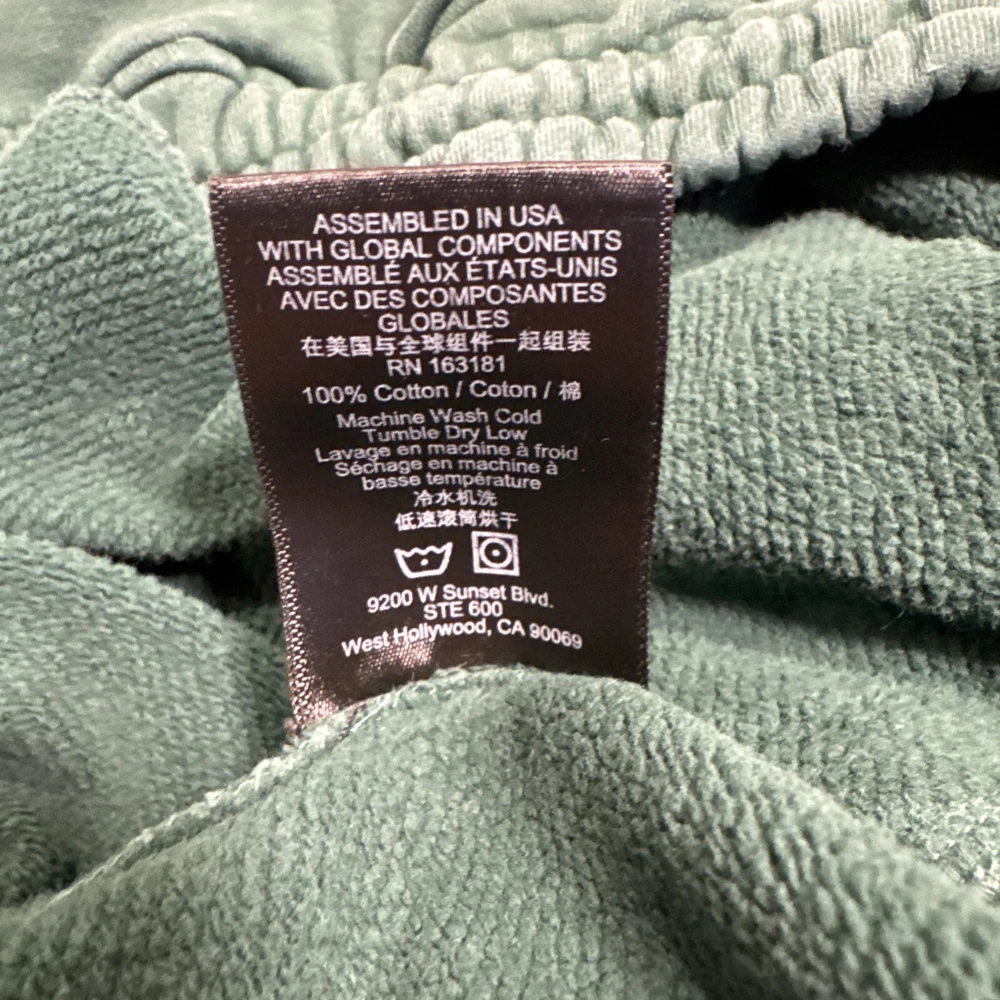 ASSEMBLED IN USA
WITH GLOBAL COMPONENTS
ASSEMBLÉ AUX ÉTATS-UNIS
AVEC DES COMPOSANTES
GLOBALES
在美国与全球组件一起组装
RN 163181
100% Cotton / Coton / 棉
Machine Wash Cold
Tumble Dry Low
Lavage en machine à froid
Séchage en machine à
basse température
冷水机洗
低速滚筒烘干
9200 W Sunset Blvd.
STE 600
West Hollywood, CA 90069